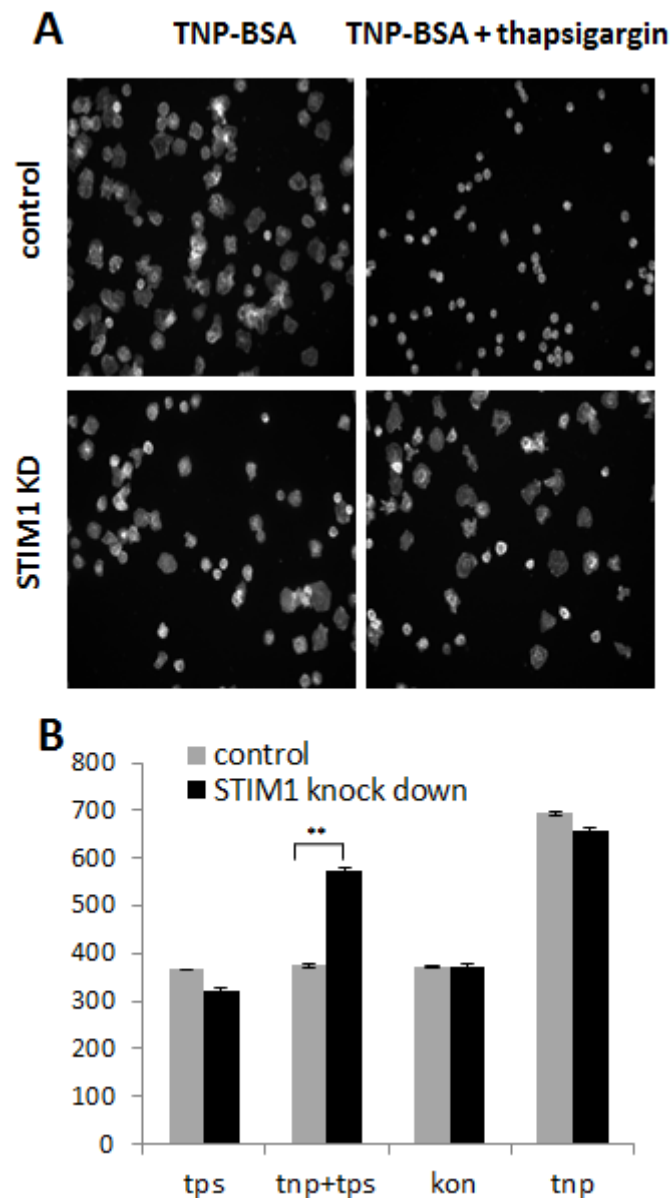 A
TNP-BSA TNP-BSA + thapsigargin
control
STIM1 KD
B
control
STIM1 knock down
800
700
600
500
400
300
200
100
0
**
tps tnp+tps kon tnp